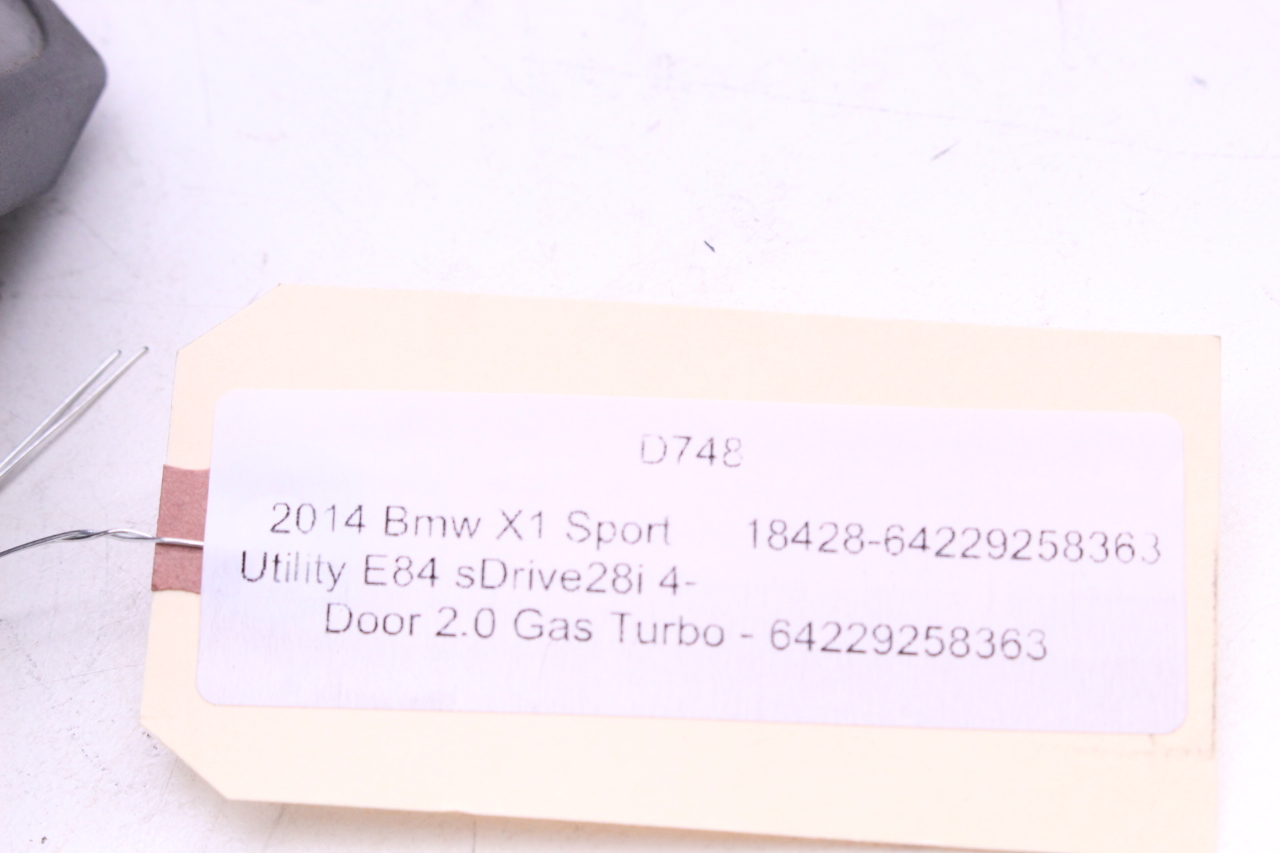 D748
2014 Bmw X1 Sport 18428-64229258363
Utility E84 sDrive28i 4-
Door 2.0 Gas Turbo - 64229258363